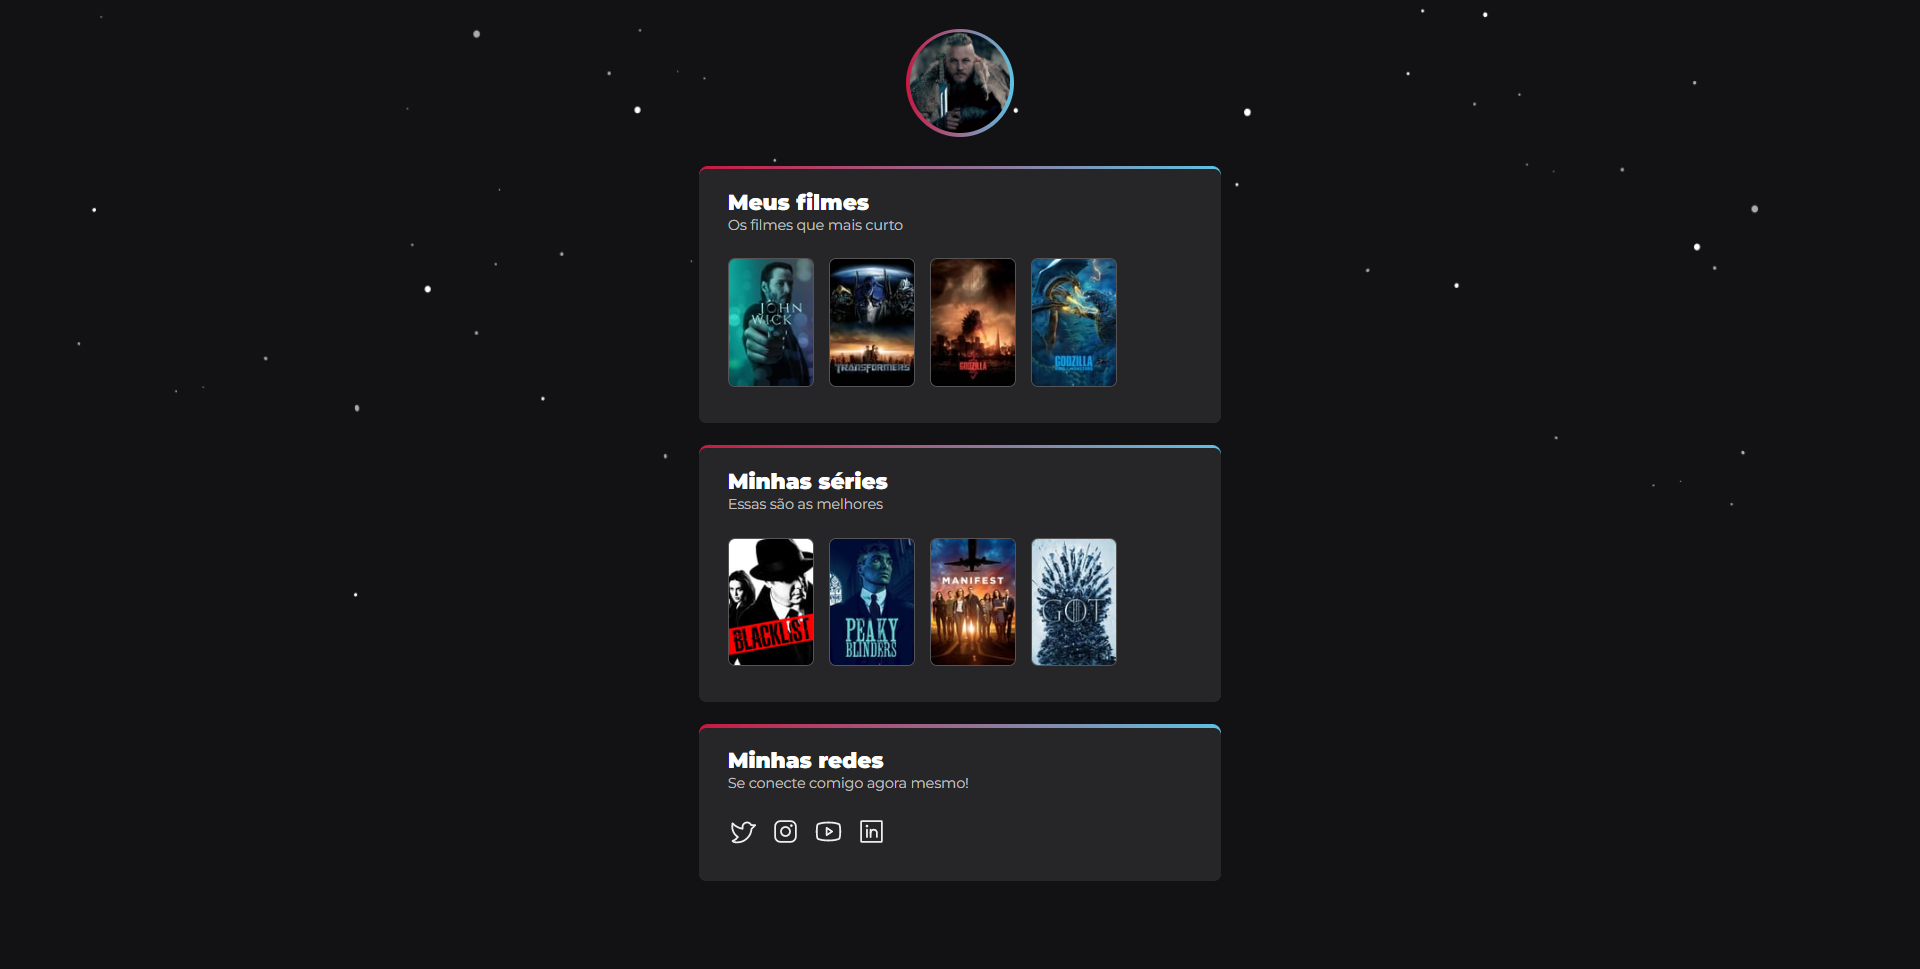 Meus filmes
Os filmes que mais curto
JOHN
WICK
TRANSFORMERS
GODZILLA
GODZILLA
Minhas séries
Essas são as melhores
BLACKLIST
PEAKY
BLINDERS
MANIFEST
GOT
Minhas redes
Se conecte comigo agora mesmo!
in